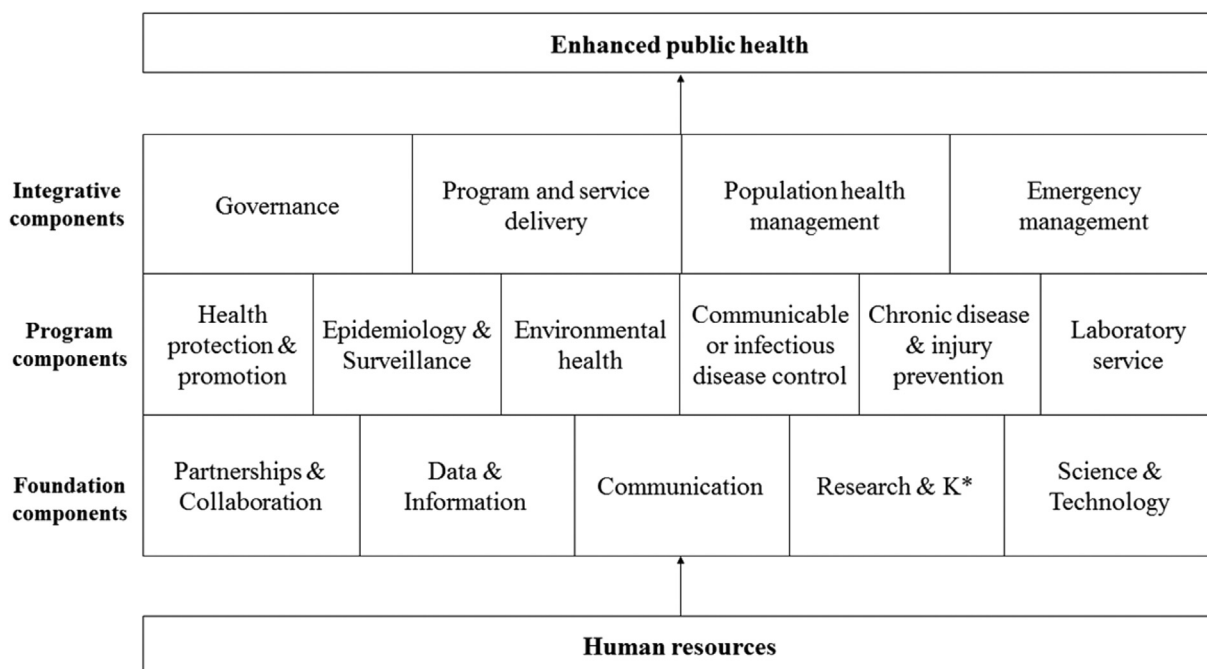 Enhanced public health
Integrative
components
Governance
Program and service
delivery
Population health
management
Emergency
management
Program
components
Health
protection &
promotion
Epidemiology &
Surveillance
Environmental
health
Communicable
or infectious
disease control
Chronic disease
& injury
prevention
Laboratory
service
Foundation
components
Partnerships &
Collaboration
Data &
Information
Communication
Research & K*
Science &
Technology
Human resources